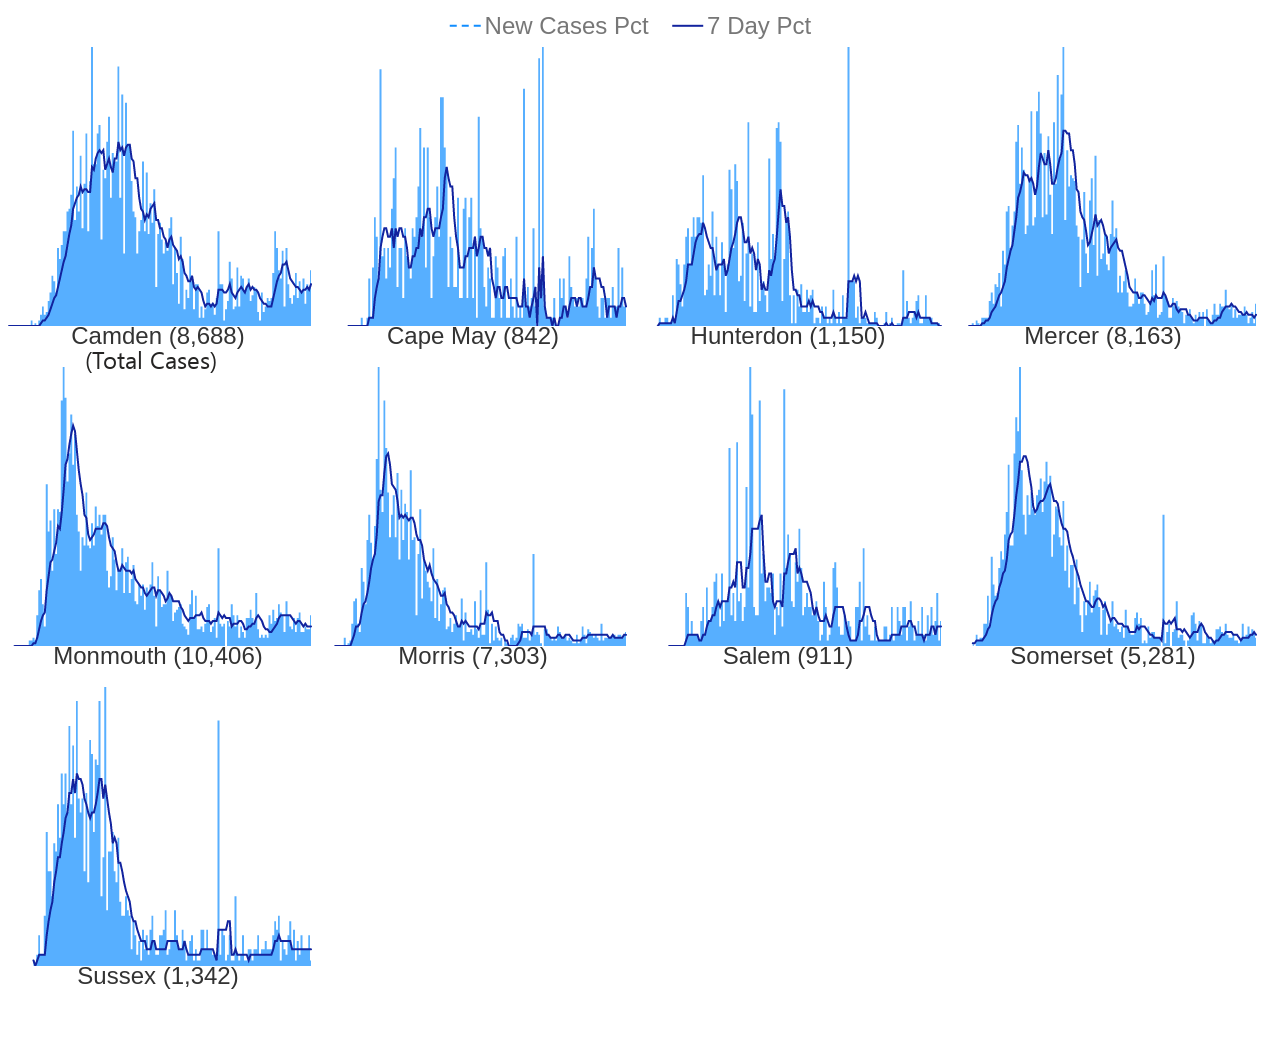 New Cases Pct 7 Day Pct
Camden (8,688) Cape May (842) Hunterdon (1,150) Mercer (8,163)
(Total Cases)
Monmouth (10,406) Morris (7,303) Salem (911) Somerset (5,281)
Sussex (1,342)